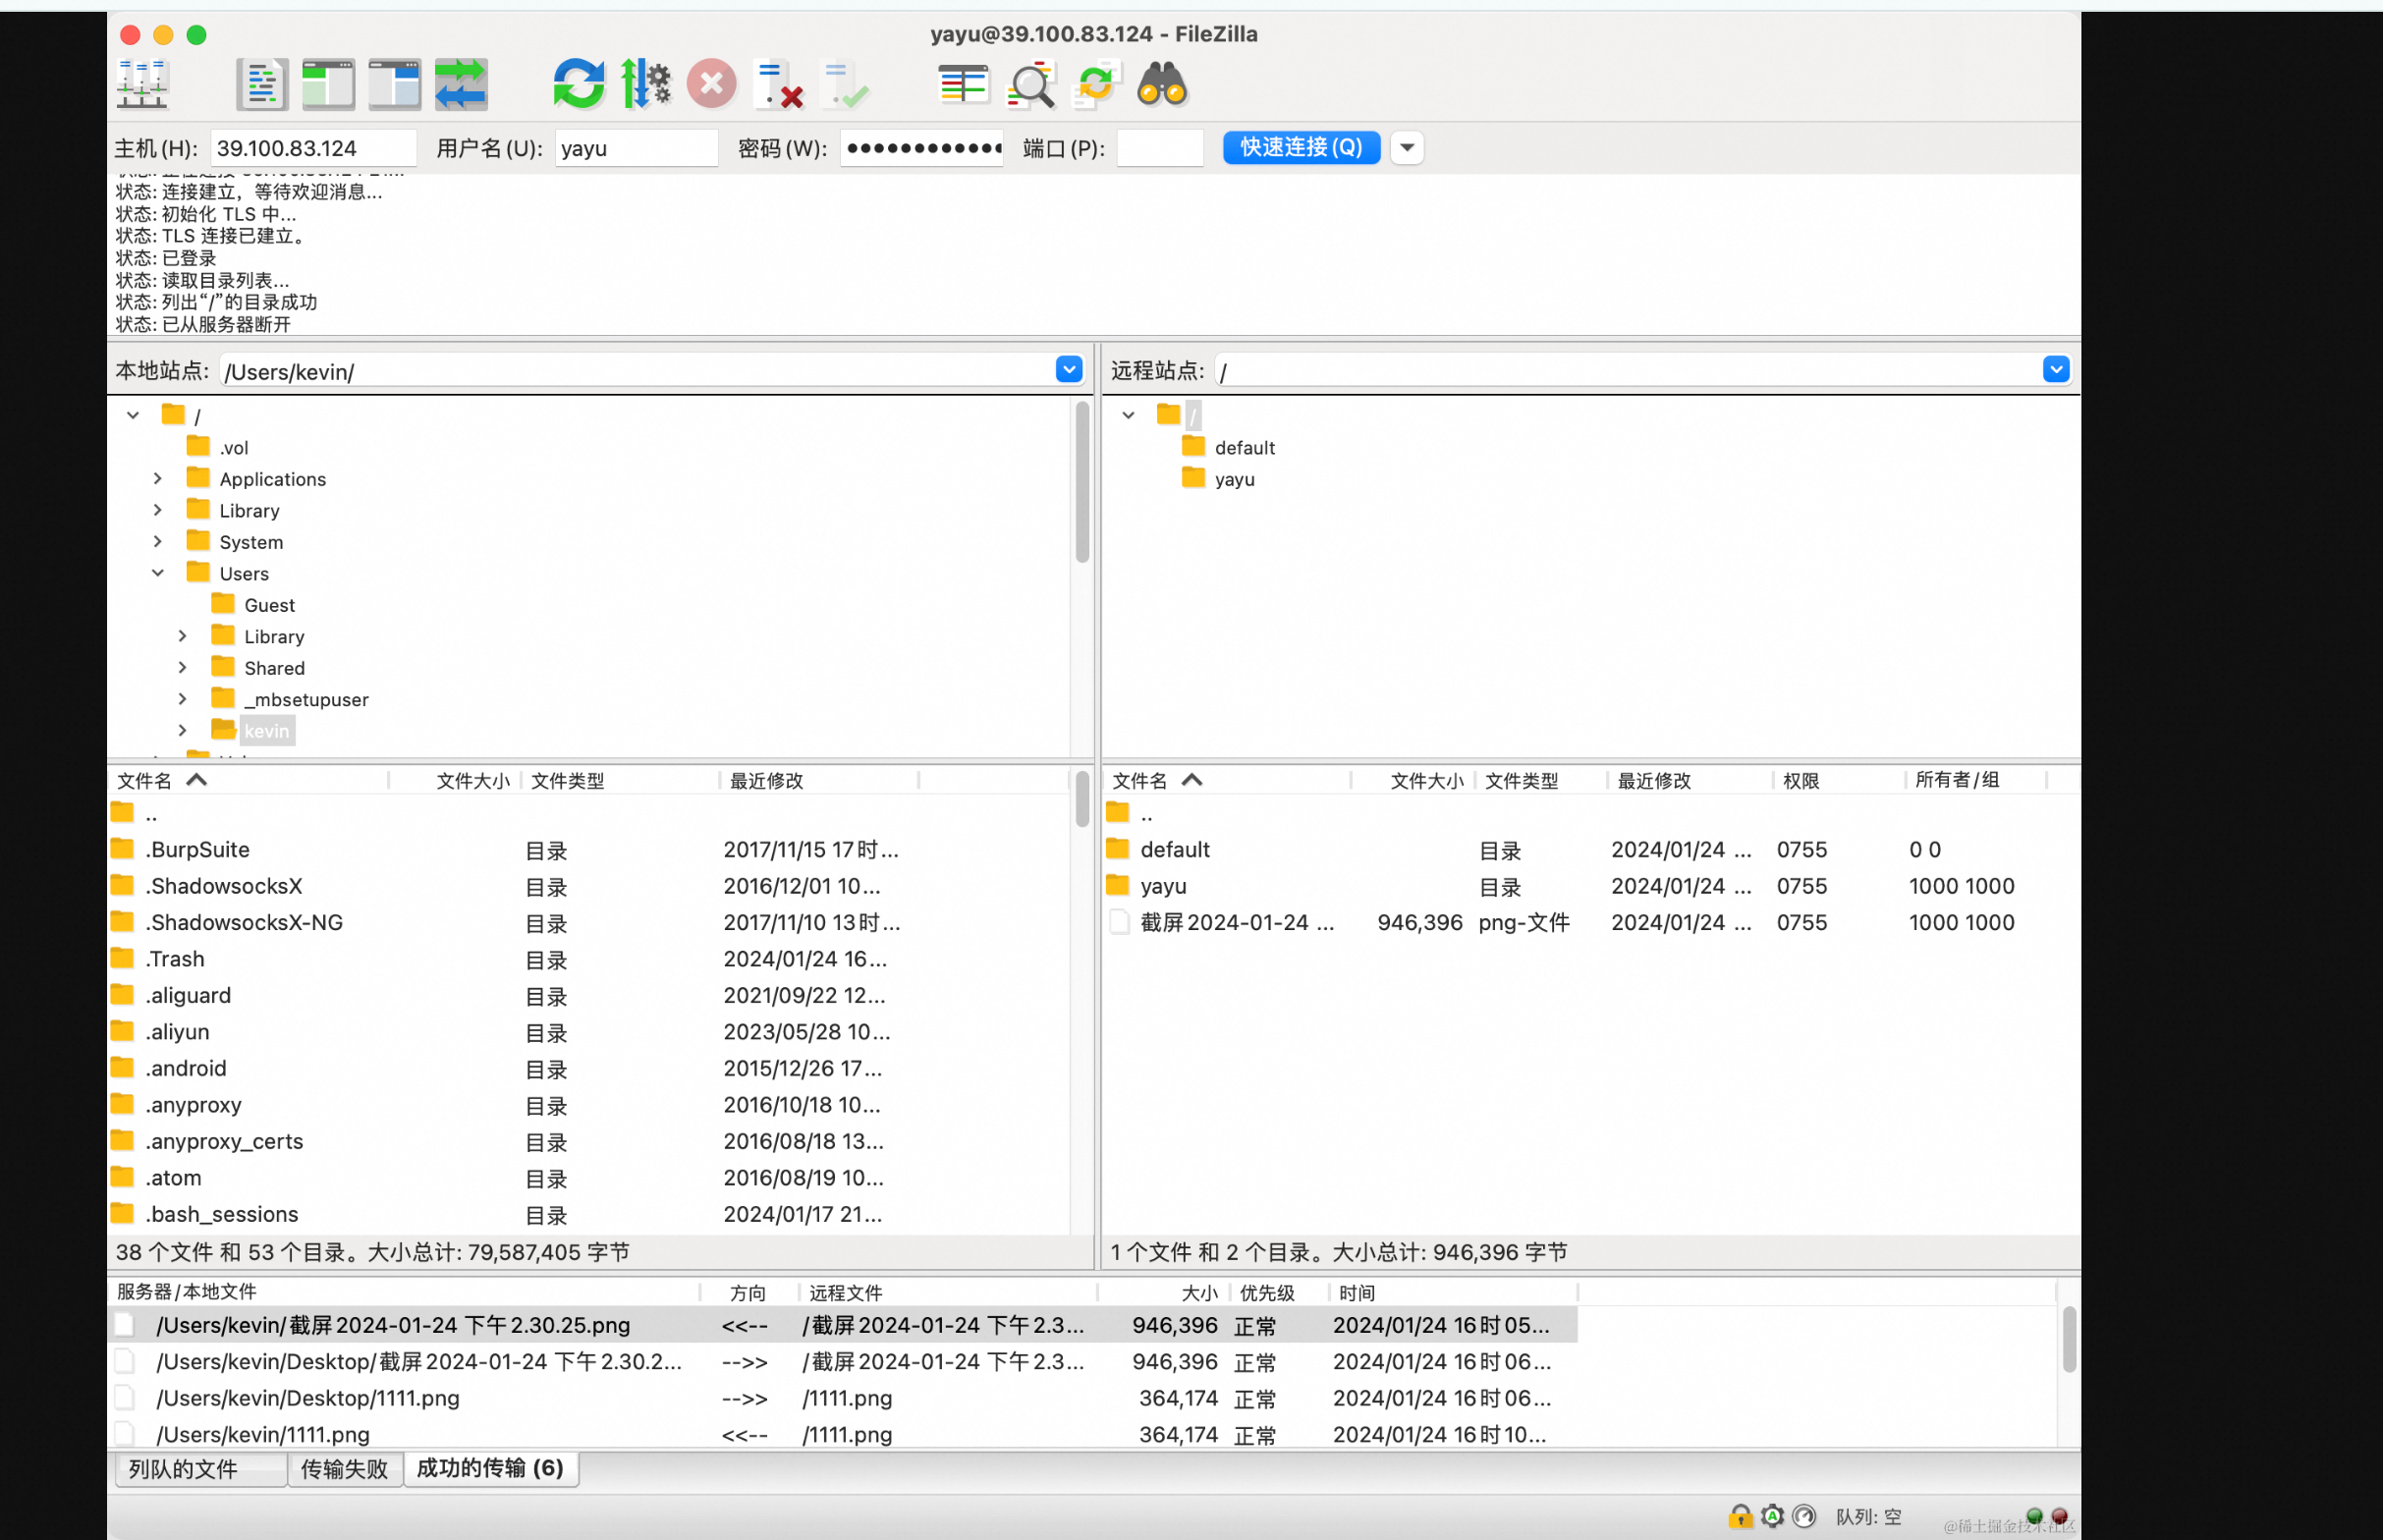 yayu@39.100.83.124 - FileZilla
主机(H): 39.100.83.124 用户名(U): yayu 密码(W): ●●●●●●●●●●●● 端口(P): 快速连接(Q)
状态: 连接建立，等待欢迎消息...
状态: 初始化 TLS 中...
状态: TLS 连接已建立。
状态: 已登录
状态: 读取目录列表...
状态: 列出“/”的目录成功
状态: 已从服务器断开
本地站点: /Users/kevin/
/
.vol
Applications
Library
System
Users
Guest
Library
Shared
_mbsetupuser
kevin
远程站点: /
/
default
yayu
文件名 文件大小 文件类型 最近修改
..
.BurpSuite 目录 2017/11/15 17时...
.ShadowsocksX 目录 2016/12/01 10...
.ShadowsocksX-NG 目录 2017/11/10 13时...
.Trash 目录 2024/01/24 16...
.aliguard 目录 2021/09/22 12...
.aliyun 目录 2023/05/28 10...
.android 目录 2015/12/26 17...
.anyproxy 目录 2016/10/18 10...
.anyproxy_certs 目录 2016/08/18 13...
.atom 目录 2016/08/19 10...
.bash_sessions 目录 2024/01/17 21...
38 个文件 和 53 个目录。大小总计: 79,587,405 字节
文件名 文件大小 文件类型 最近修改 权限 所有者/组
..
default 目录 2024/01/24 ... 0755 0 0
yayu 目录 2024/01/24 ... 0755 1000 1000
截屏2024-01-24 ... 946,396 png-文件 2024/01/24 ... 0755 1000 1000
1 个文件 和 2 个目录。大小总计: 946,396 字节
服务器/本地文件 方向 远程文件 大小 优先级 时间
/Users/kevin/截屏2024-01-24 下午2.30.25.png <<-- /截屏2024-01-24 下午2.3... 946,396 正常 2024/01/24 16时05...
/Users/kevin/Desktop/截屏2024-01-24 下午2.30.2... -->> /截屏2024-01-24 下午2.3... 946,396 正常 2024/01/24 16时06...
/Users/kevin/Desktop/1111.png -->> /1111.png 364,174 正常 2024/01/24 16时06...
/Users/kevin/1111.png <<-- /1111.png 364,174 正常 2024/01/24 16时10...
列队的文件 传输失败 成功的传输 (6)
队列: 空
@稀土掘金技术社区